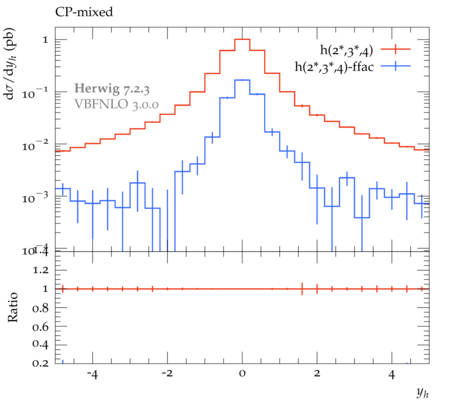 CP-mixed
dσ/dy_h (pb)
h(2*,3*,4)
h(2*,3*,4)-ffac
Herwig 7.2.3
VBFNLO 3.0.0
1
10⁻¹
10⁻²
10⁻³
1.2
1
0.8
0.6
0.4
0.2
Ratio
-4 -2 0 2 4
y_h